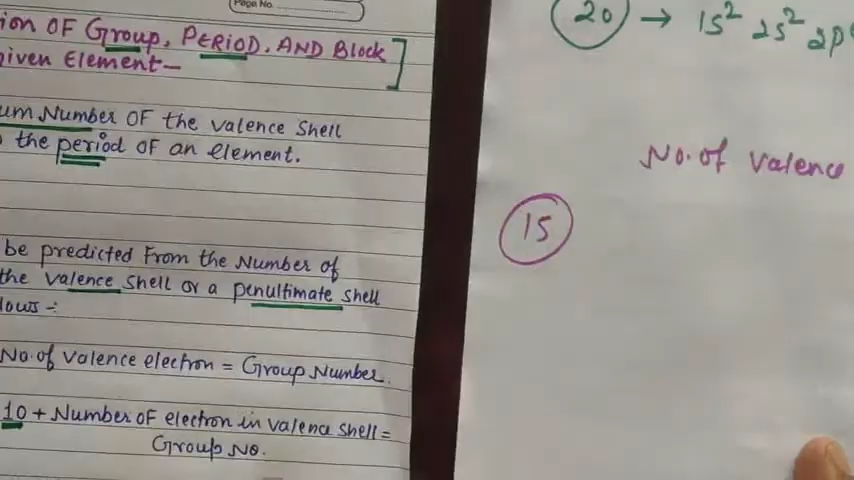 Page No.
ion OF Group, PERIOD, AND Block
iven Element-
um Number OF the valence shell
the period OF an element.
be predicted from the Number of
the valence shell or a penultimate shell
lows :-
No. of valence electron = Group Number.
10 + Number of electron in valence shell =
Group No.
20 → 1s² 2s² 2p
No. of valence
15